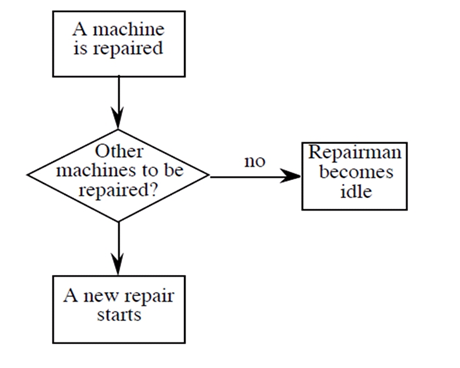 A machine
is repaired
Other
machines to be
repaired?
no
Repairman
becomes
idle
A new repair
starts